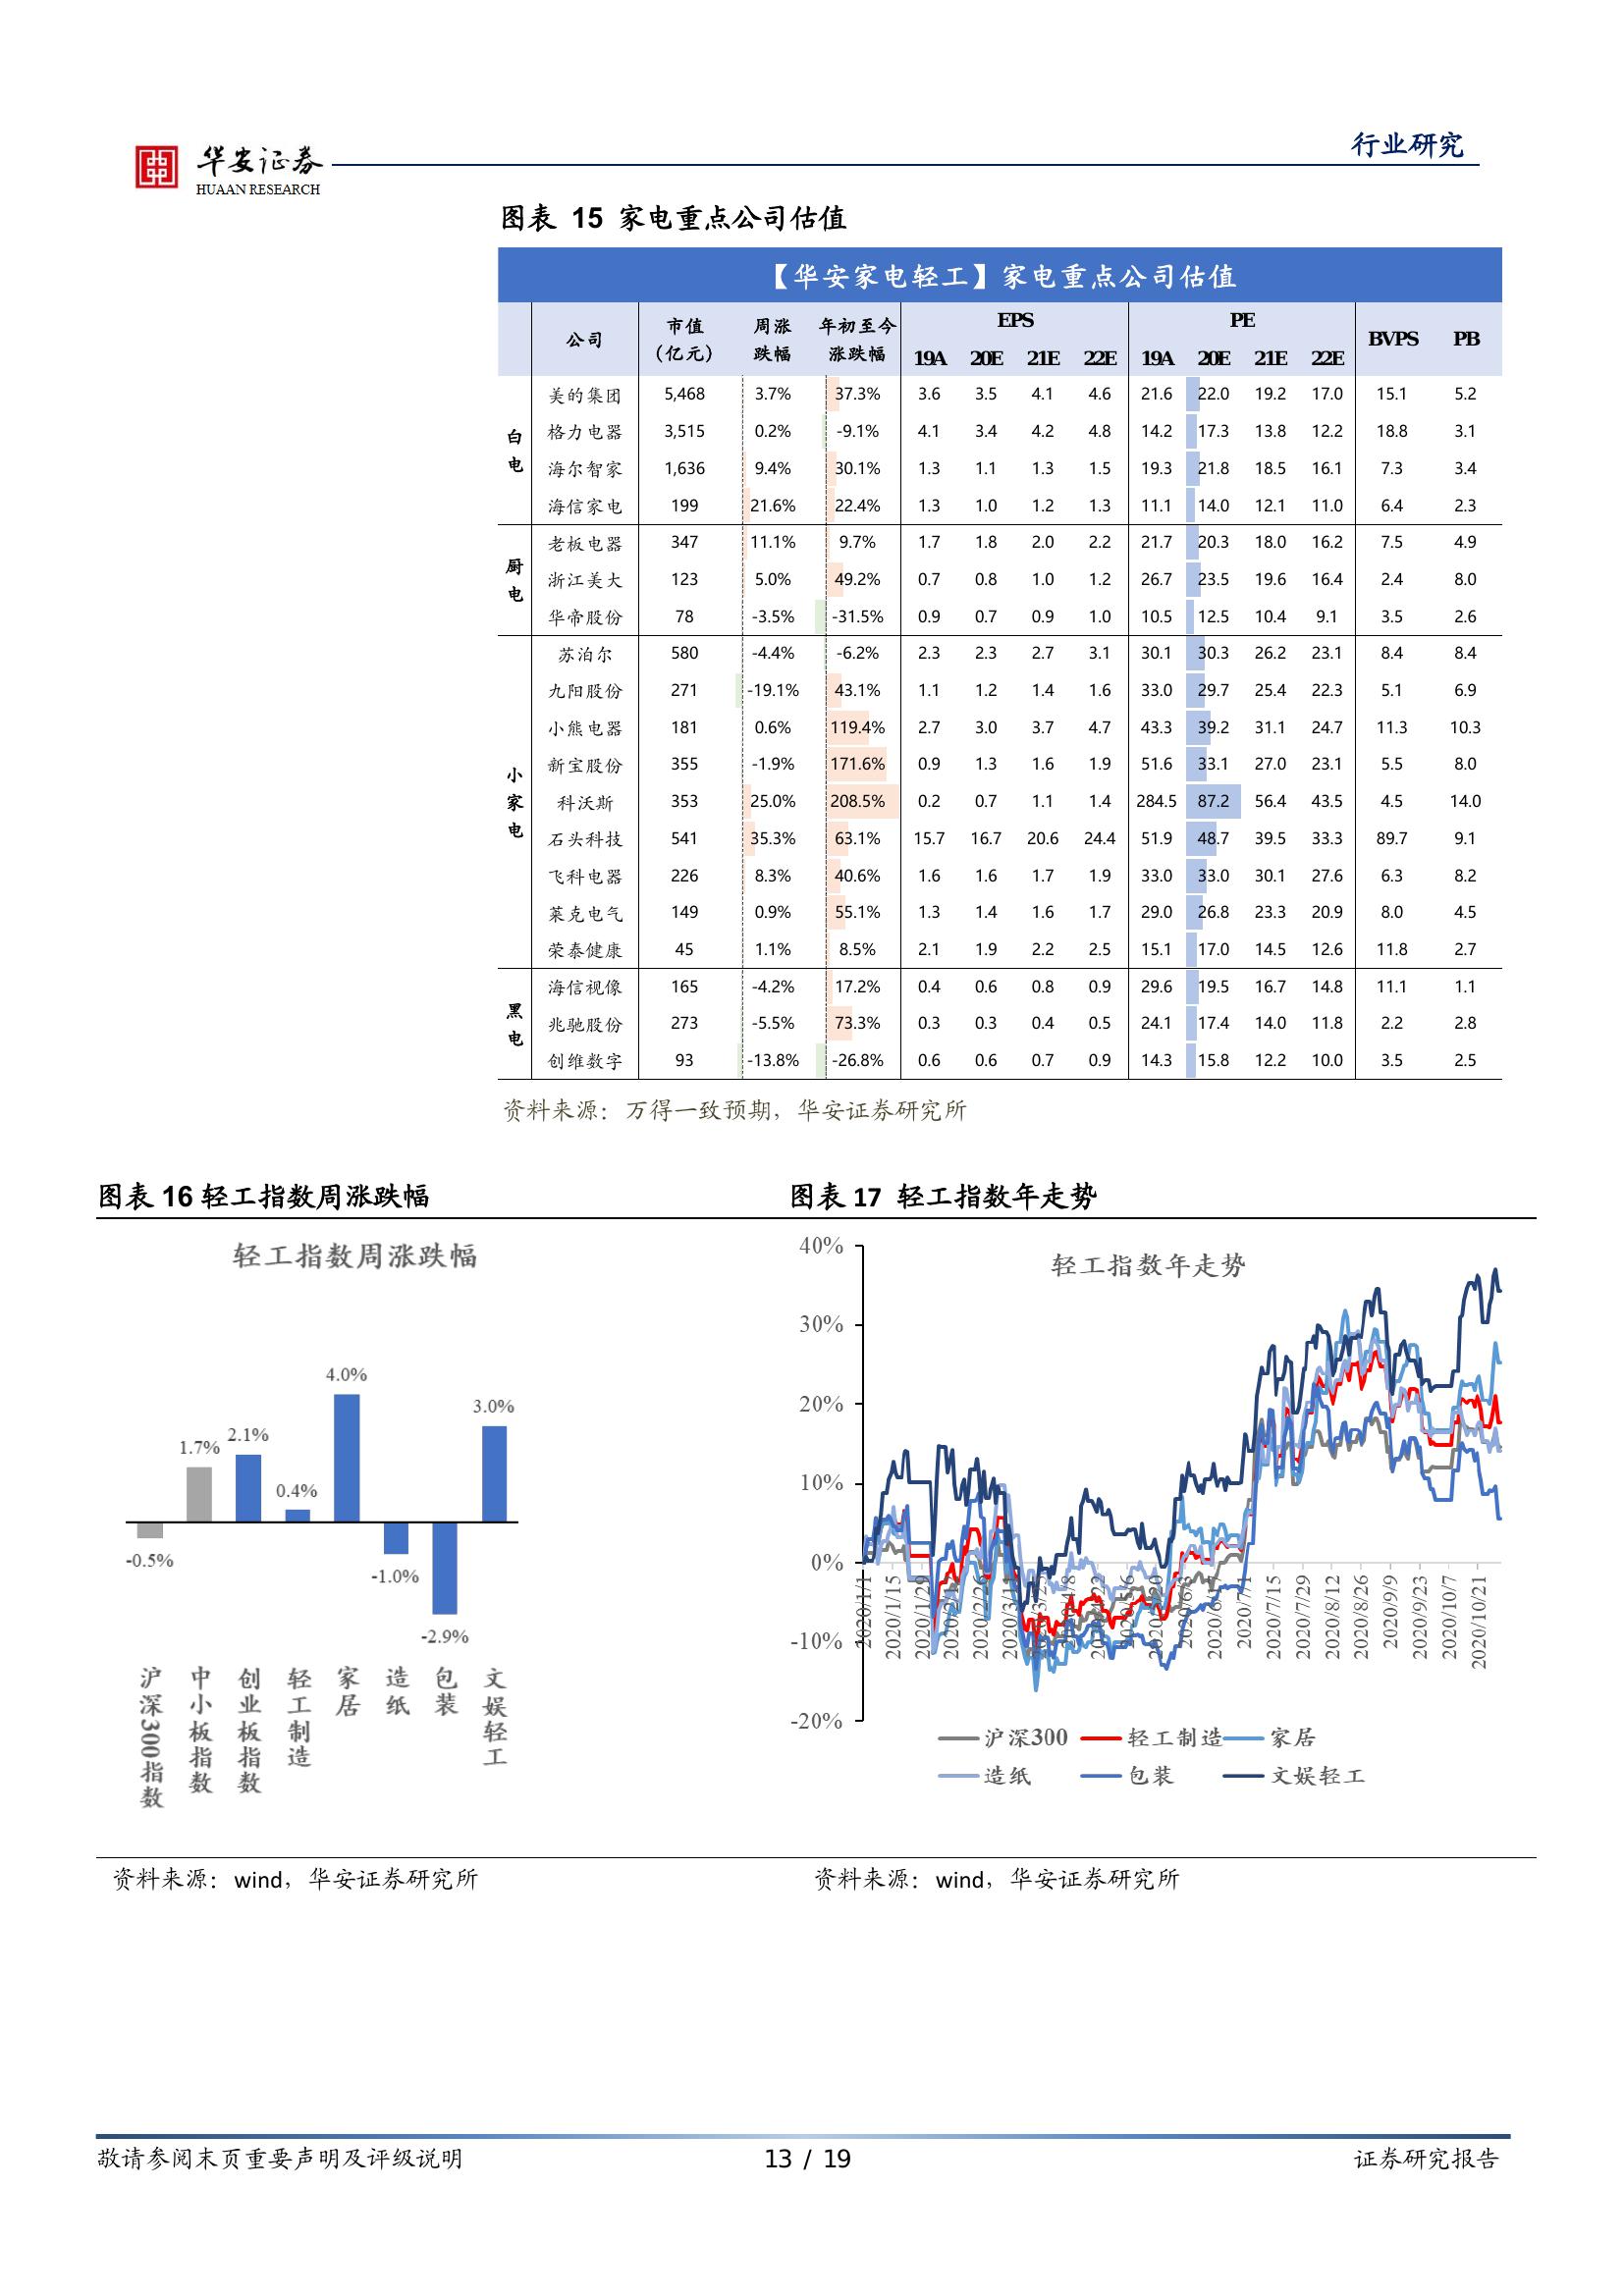 华安证券
HUAAN RESEARCH
行业研究
图表 15 家电重点公司估值
【华安家电轻工】家电重点公司估值
公司 市值(亿元) 周涨跌幅 年初至今涨跌幅 EPS PE BVPS PB
19A 20E 21E 22E 19A 20E 21E 22E
白电
美的集团 5,468 3.7% 37.3% 3.6 3.5 4.1 4.6 21.6 22.0 19.2 17.0 15.1 5.2
格力电器 3,515 0.2% -9.1% 4.1 3.4 4.2 4.8 14.2 17.3 13.8 12.2 18.8 3.1
海尔智家 1,636 9.4% 30.1% 1.3 1.1 1.3 1.5 19.3 21.8 18.5 16.1 7.3 3.4
海信家电 199 21.6% 22.4% 1.3 1.0 1.2 1.3 11.1 14.0 12.1 11.0 6.4 2.3
厨电
老板电器 347 11.1% 9.7% 1.7 1.8 2.0 2.2 21.7 20.3 18.0 16.2 7.5 4.9
浙江美大 123 5.0% 49.2% 0.7 0.8 1.0 1.2 26.7 23.5 19.6 16.4 2.4 8.0
华帝股份 78 -3.5% -31.5% 0.9 0.7 0.9 1.0 10.5 12.5 10.4 9.1 3.5 2.6
小家电
苏泊尔 580 -4.4% -6.2% 2.3 2.3 2.7 3.1 30.1 30.3 26.2 23.1 8.4 8.4
九阳股份 271 -19.1% 43.1% 1.1 1.2 1.4 1.6 33.0 29.7 25.4 22.3 5.1 6.9
小熊电器 181 0.6% 119.4% 2.7 3.0 3.7 4.7 43.3 39.2 31.1 24.7 11.3 10.3
新宝股份 355 -1.9% 171.6% 0.9 1.3 1.6 1.9 51.6 33.1 27.0 23.1 5.5 8.0
科沃斯 353 25.0% 208.5% 0.2 0.7 1.1 1.4 284.5 87.2 56.4 43.5 4.5 14.0
石头科技 541 35.3% 63.1% 15.7 16.7 20.6 24.4 51.9 48.7 39.5 33.3 89.7 9.1
飞科电器 226 8.3% 40.6% 1.6 1.6 1.7 1.9 33.0 33.0 30.1 27.6 6.3 8.2
莱克电气 149 0.9% 55.1% 1.3 1.4 1.6 1.7 29.0 26.8 23.3 20.9 8.0 4.5
荣泰健康 45 1.1% 8.5% 2.1 1.9 2.2 2.5 15.1 17.0 14.5 12.6 11.8 2.7
黑电
海信视像 165 -4.2% 17.2% 0.4 0.6 0.8 0.9 29.6 19.5 16.7 14.8 11.1 1.1
兆驰股份 273 -5.5% 73.3% 0.3 0.3 0.4 0.5 24.1 17.4 14.0 11.8 2.2 2.8
创维数字 93 -13.8% -26.8% 0.6 0.6 0.7 0.9 14.3 15.8 12.2 10.0 3.5 2.5
资料来源：万得一致预期，华安证券研究所
图表 16 轻工指数周涨跌幅
轻工指数周涨跌幅
-0.5% 1.7% 2.1% 0.4% 4.0% -1.0% -2.9% 3.0%
沪深300指数 中小板指数 创业板指数 轻工制造 家居 造纸 包装 文娱轻工
资料来源：wind，华安证券研究所
图表 17 轻工指数年走势
轻工指数年走势
40%
30%
20%
10%
0%
-10%
-20%
2020/1/1 2020/1/15 2020/1/29 2020/2/12 2020/2/26 2020/3/11 2020/3/25 2020/4/8 2020/4/22 2020/5/6 2020/5/20 2020/6/3 2020/6/17 2020/7/1 2020/7/15 2020/7/29 2020/8/12 2020/8/26 2020/9/9 2020/9/23 2020/10/7 2020/10/21
沪深300 轻工制造 家居
造纸 包装 文娱轻工
资料来源：wind，华安证券研究所
敬请参阅末页重要声明及评级说明
13 / 19
证券研究报告